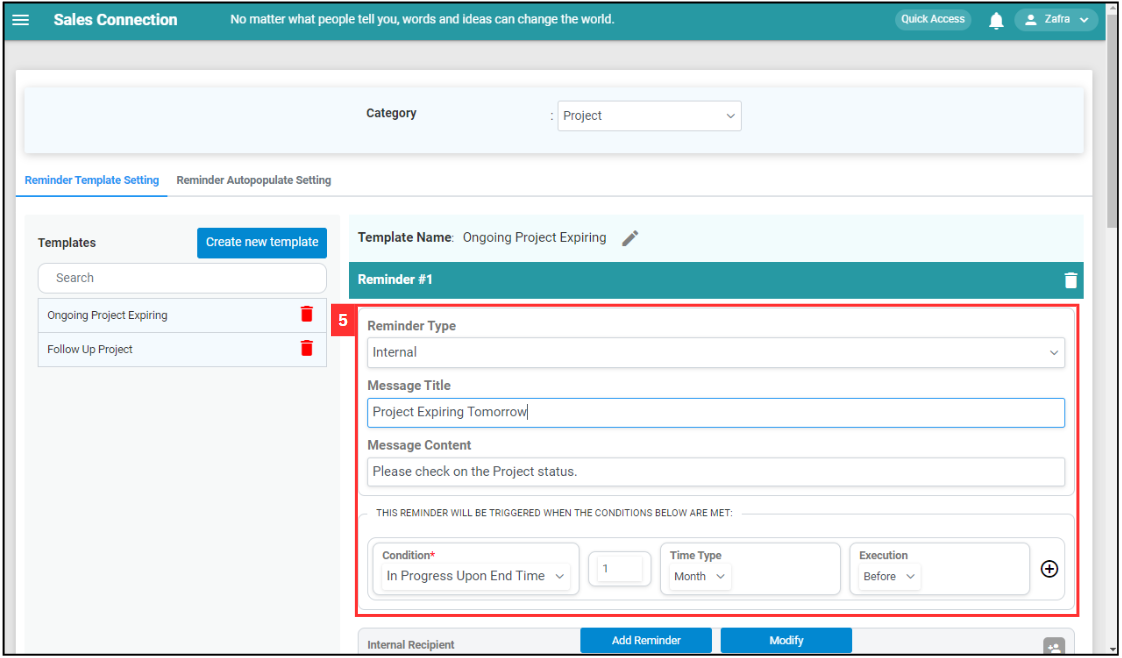 Sales Connection
No matter what people tell you, words and ideas can change the world.
Quick Access
Zafra
Category : Project
Reminder Template Setting
Reminder Autopopulate Setting
Templates
Create new template
Search
Ongoing Project Expiring
Follow Up Project
Template Name: Ongoing Project Expiring
Reminder #1
5
Reminder Type
Internal
Message Title
Project Expiring Tomorrow
Message Content
Please check on the Project status.
THIS REMINDER WILL BE TRIGGERED WHEN THE CONDITIONS BELOW ARE MET:
Condition*
In Progress Upon End Time
1
Time Type
Month
Execution
Before
Internal Recipient
Add Reminder
Modify